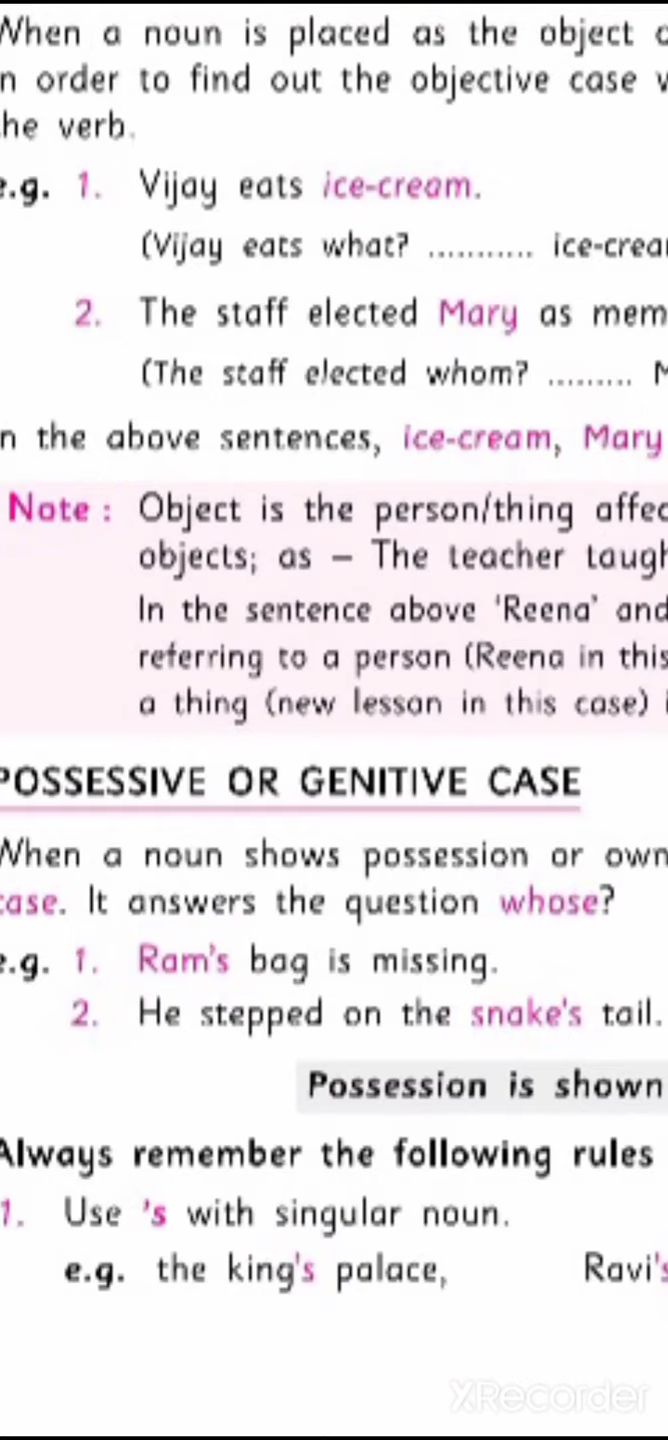 When a noun is placed as the object
in order to find out the objective case
the verb.
e.g. 1. Vijay eats ice-cream.
(Vijay eats what? ........... ice-crea
2. The staff elected Mary as mem
(The staff elected whom? ......... M
In the above sentences, ice-cream, Mary
Note : Object is the person/thing affec
objects; as – The teacher taugh
In the sentence above 'Reena' and
referring to a person (Reena in this
a thing (new lesson in this case) i
POSSESSIVE OR GENITIVE CASE
When a noun shows possession or own
case. It answers the question whose?
e.g. 1. Ram's bag is missing.
2. He stepped on the snake's tail.
Possession is shown
Always remember the following rules
1. Use 's with singular noun.
e.g. the king's palace, Ravi's
XRecorder